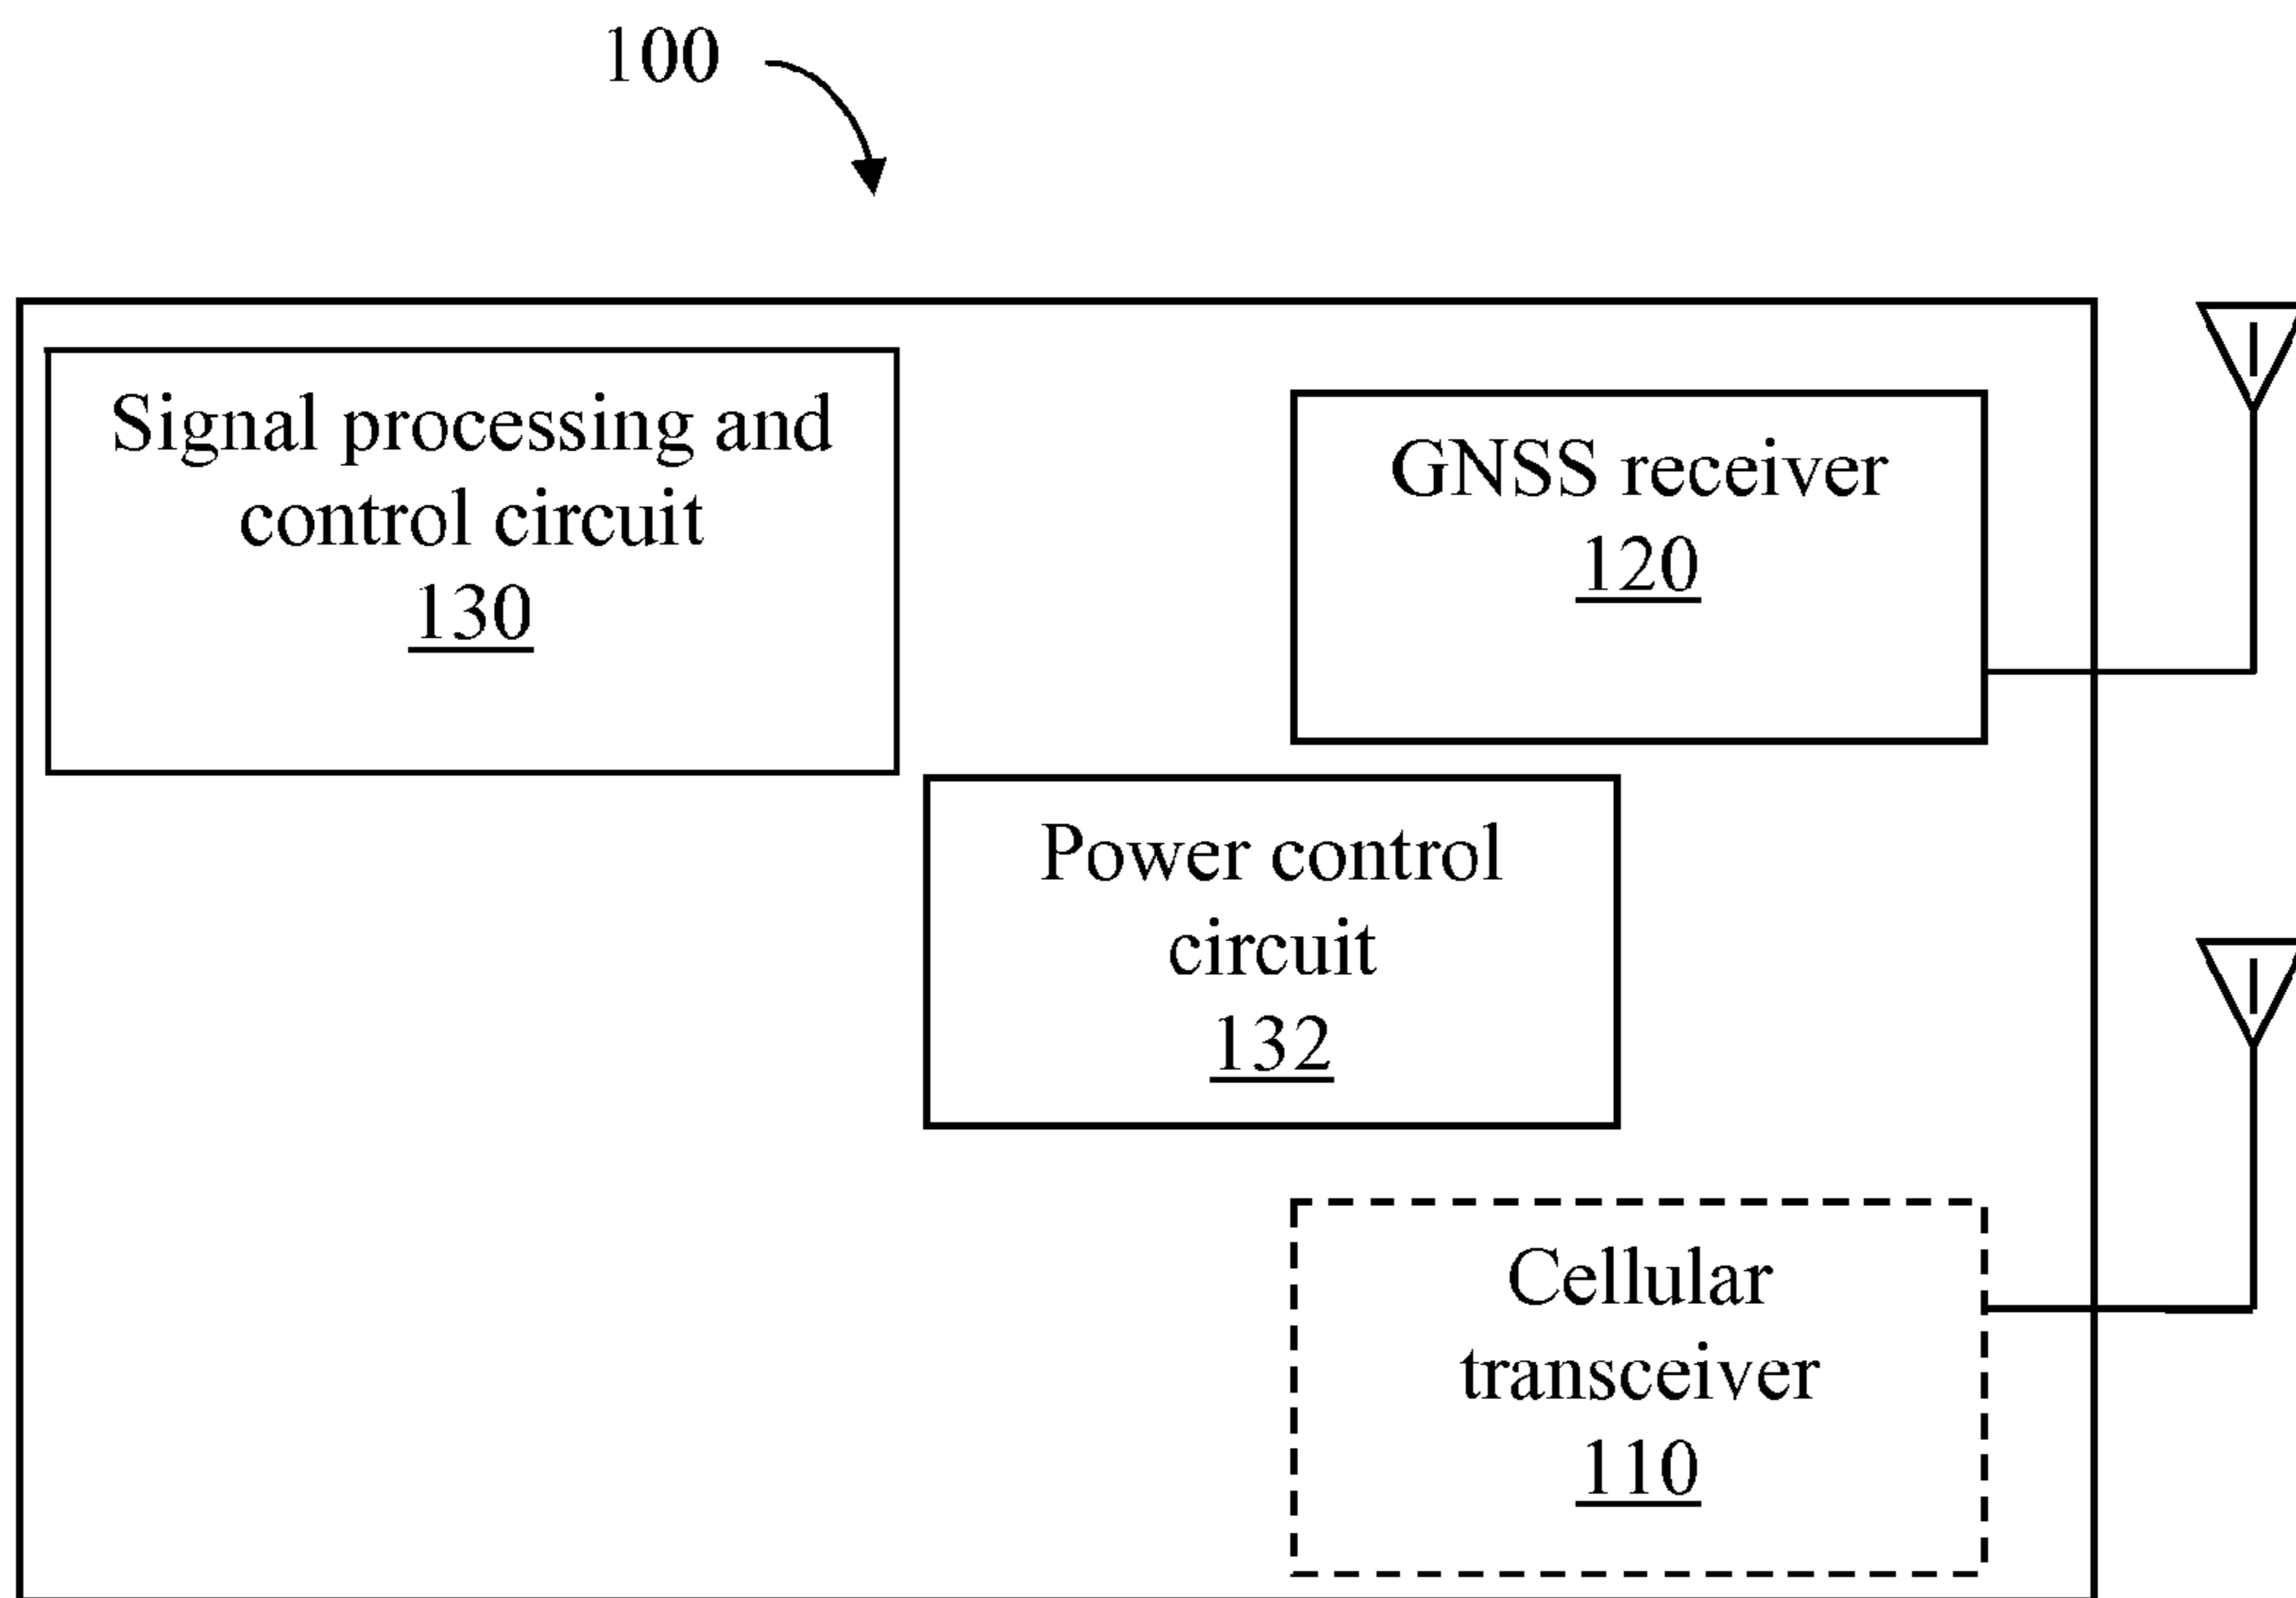 100
Signal processing and
control circuit
130
GNSS receiver
120
Power control
circuit
132
Cellular
transceiver
110